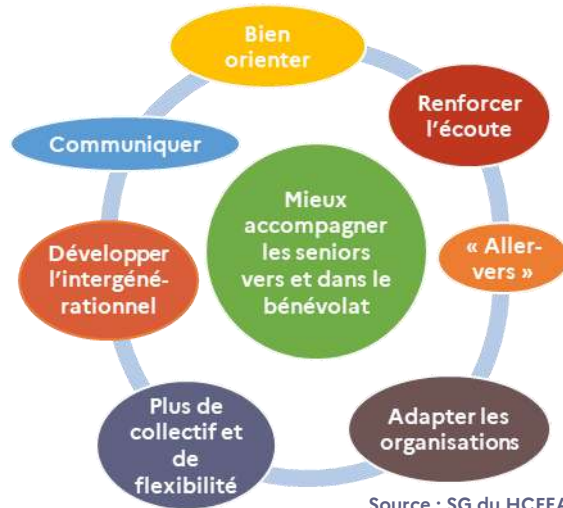 Bien
orienter
Renforcer
l'écoute
Communiquer
Mieux
accompagner
les seniors
vers et dans le
bénévolat
« Aller-
vers »
Développer
l'intergéné-
rationnel
Adapter les
organisations
Plus de
collectif et
de
flexibilité
Source : SG du HCFEA